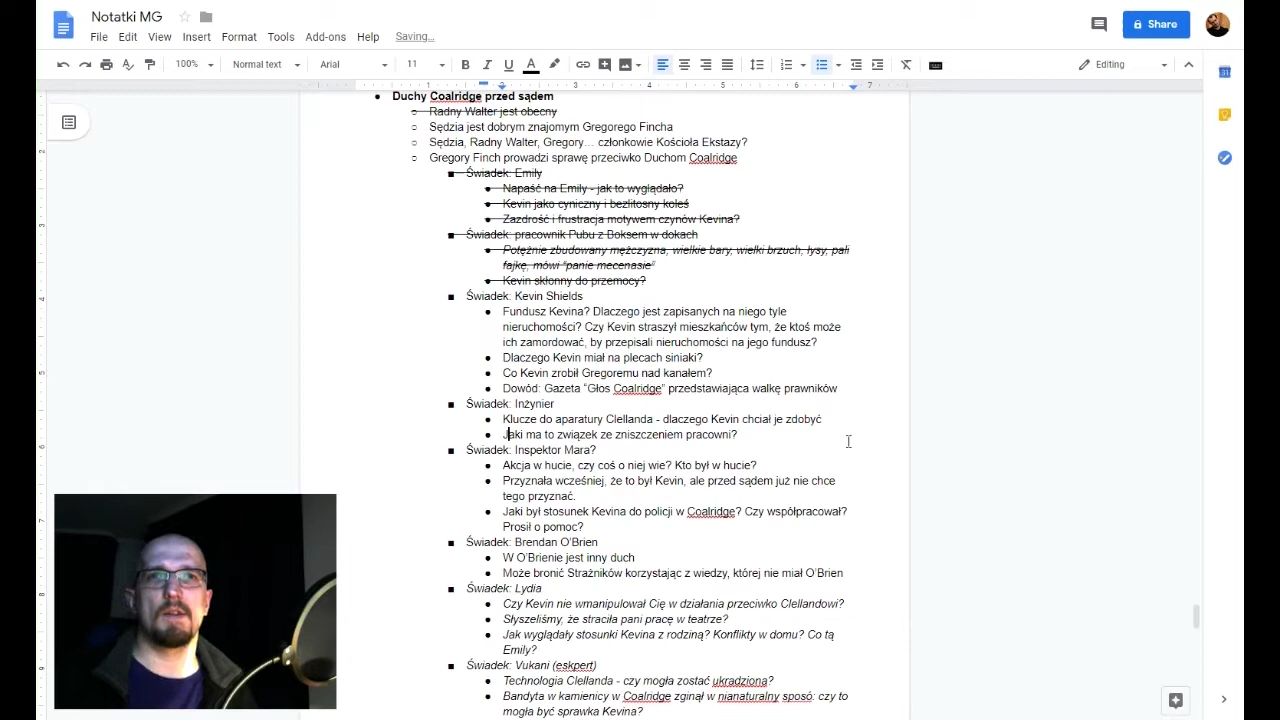 Notatki MG
File Edit View Insert Format Tools Add-ons Help Saving...
Share
100% Normal text Arial 11 Editing
1 2 3 4 5 6 7
Duchy Coalridge przed sądem
Radny Walter jest obecny
Sędzia jest dobrym znajomym Gregorego Fincha
Sędzia, Radny Walter, Gregory… członkowie Kościoła Ekstazy?
Gregory Finch prowadzi sprawę przeciwko Duchom Coalridge
Świadek: Emily
Napaść na Emily - jak to wyglądało?
Kevin jako cyniczny i bezlitosny koleś
Zazdrość i frustracja motywem czynów Kevina?
Świadek: pracownik Pubu z Boksem w dokach
Potężnie zbudowany mężczyzna, wielkie bary, wielki brzuch, łysy, pali
fajkę, mówi “panie mecenasie”
Kevin skłonny do przemocy?
Świadek: Kevin Shields
Fundusz Kevina? Dlaczego jest zapisanych na niego tyle
nieruchomości? Czy Kevin straszył mieszkańców tym, że ktoś może
ich zamordować, by przepisali nieruchomości na jego fundusz?
Dlaczego Kevin miał na plecach siniaki?
Co Kevin zrobił Gregoremu nad kanałem?
Dowód: Gazeta “Głos Coalridge” przedstawiająca walkę prawników
Świadek: Inżynier
Klucze do aparatury Clellanda - dlaczego Kevin chciał je zdobyć
Jaki ma to związek ze zniszczeniem pracowni?
Świadek: Inspektor Mara?
Akcja w hucie, czy coś o niej wie? Kto był w hucie?
Przyznała wcześniej, że to był Kevin, ale przed sądem już nie chce
tego przyznać.
Jaki był stosunek Kevina do policji w Coalridge? Czy współpracował?
Prosił o pomoc?
Świadek: Brendan O’Brien
W O’Brienie jest inny duch
Może bronić Strażników korzystając z wiedzy, której nie miał O’Brien
Świadek: Lydia
Czy Kevin nie wmanipulował Cię w działania przeciwko Clellandowi?
Słyszeliśmy, że straciła pani pracę w teatrze?
Jak wyglądały stosunki Kevina z rodziną? Konflikty w domu? Co tą
Emily?
Świadek: Vukani (eskpert)
Technologia Clellanda - czy mogła zostać ukradziona?
Bandyta w kamienicy w Coalridge zginął w nianaturalny sposó: czy to
mogła być sprawka Kevina?